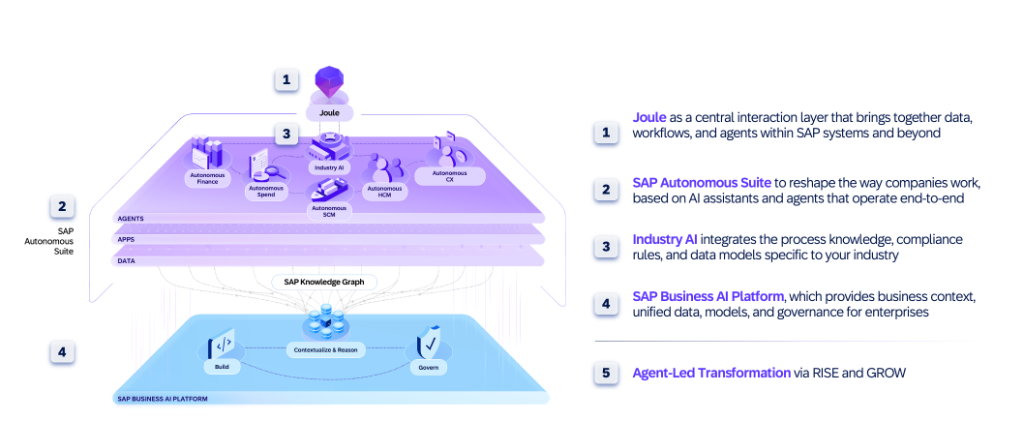 1
Joule
3
Industry AI
Autonomous
Finance
Autonomous
Spend
Autonomous
SCM
Autonomous
HCM
Autonomous
CX
2
SAP
Autonomous
Suite
AGENTS
APPS
DATA
SAP Knowledge Graph
4
Build
Contextualize & Reason
Govern
SAP BUSINESS AI PLATFORM
1
Joule as a central interaction layer that brings together data,
workflows, and agents within SAP systems and beyond
2
SAP Autonomous Suite to reshape the way companies work,
based on AI assistants and agents that operate end-to-end
3
Industry AI integrates the process knowledge, compliance
rules, and data models specific to your industry
4
SAP Business AI Platform, which provides business context,
unified data, models, and governance for enterprises
5
Agent-Led Transformation via RISE and GROW